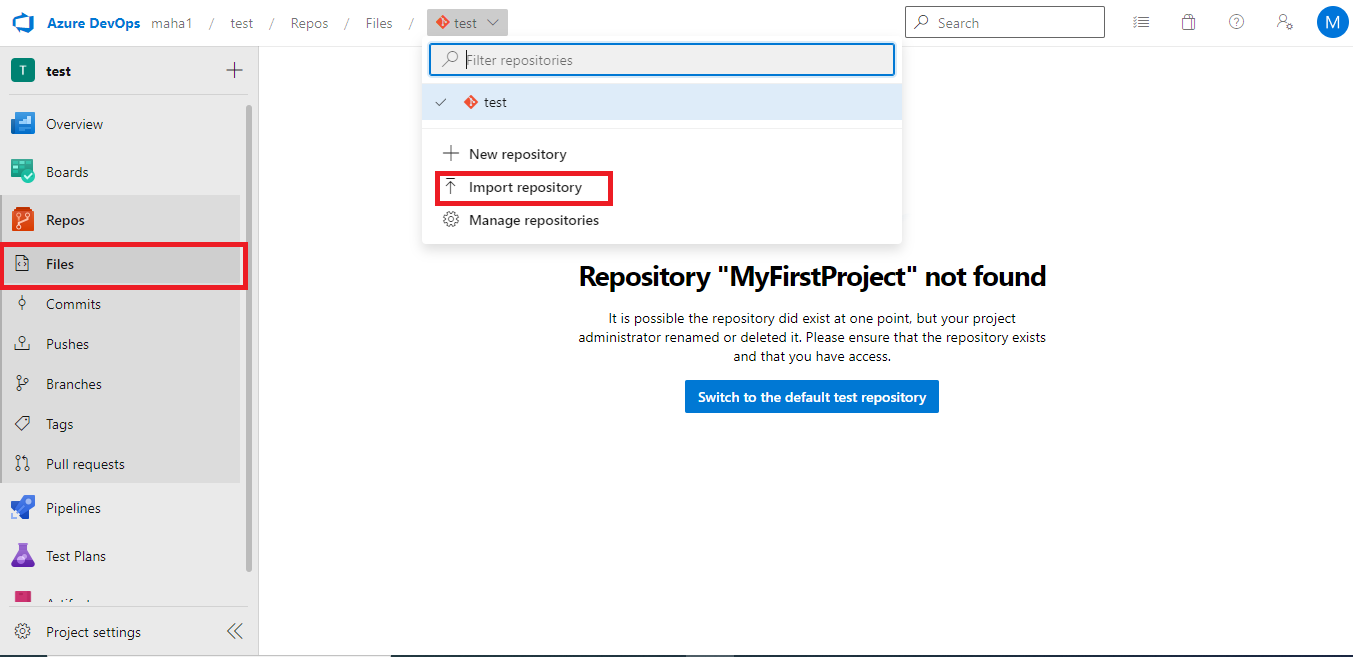 Azure DevOps maha1 / test / Repos / Files / test
Search
M
T test
Filter repositories
test
New repository
Import repository
Manage repositories
Overview
Boards
Repos
Files
Commits
Pushes
Branches
Tags
Pull requests
Pipelines
Test Plans
Project settings
Repository "MyFirstProject" not found
It is possible the repository did exist at one point, but your project
administrator renamed or deleted it. Please ensure that the repository exists
and that you have access.
Switch to the default test repository